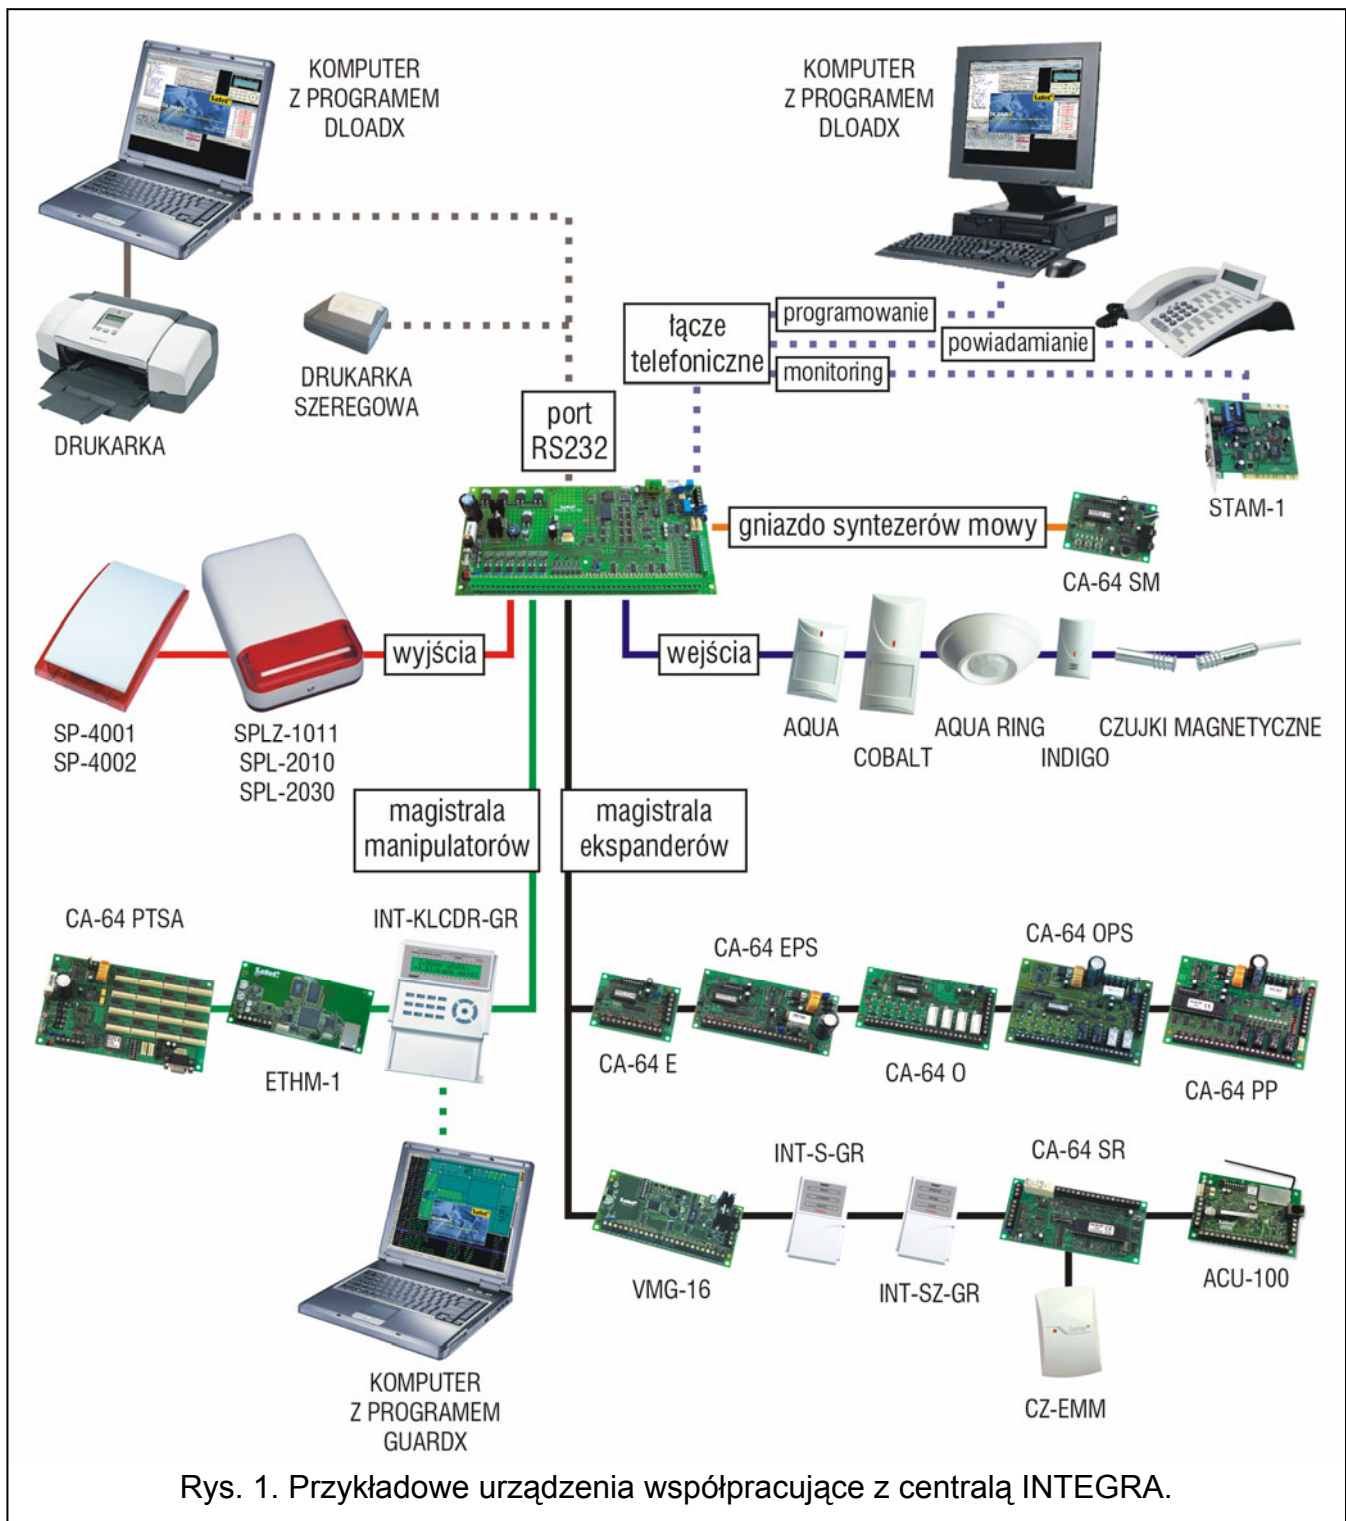 KOMPUTER
Z PROGRAMEM
DLOADX
KOMPUTER
Z PROGRAMEM
DLOADX
DRUKARKA
DRUKARKA
SZEREGOWA
port
RS232
łącze
telefoniczne
programowanie
powiadamianie
monitoring
STAM-1
gniazdo syntezerów mowy
CA-64 SM
wyjścia
wejścia
SP-4001
SP-4002
SPLZ-1011
SPL-2010
SPL-2030
AQUA
COBALT
AQUA RING
INDIGO
CZUJKI MAGNETYCZNE
magistrala
manipulatorów
magistrala
ekspanderów
CA-64 PTSA
ETHM-1
INT-KLCDR-GR
CA-64 E
CA-64 EPS
CA-64 O
CA-64 OPS
CA-64 PP
VMG-16
INT-S-GR
INT-SZ-GR
CA-64 SR
ACU-100
CZ-EMM
KOMPUTER
Z PROGRAMEM
GUARDX
Rys. 1. Przykładowe urządzenia współpracujące z centralą INTEGRA.